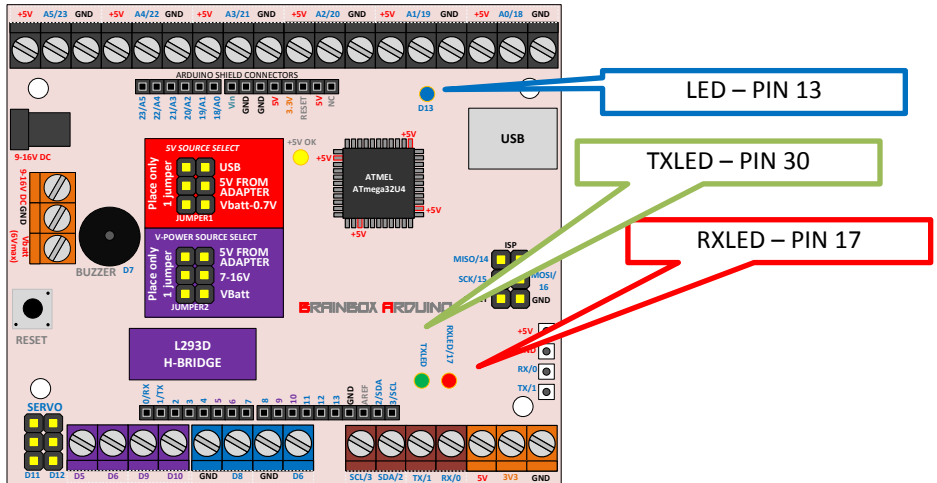 +5V A5/23 GND +5V A4/22 GND +5V A3/21 GND +5V A2/20 GND +5V A1/19 GND +5V A0/18 GND
ARDUINO SHIELD CONNECTORS
23/A5
22/A4
21/A3
20/A2
19/A1
18/A0
Vin
GND
GND
5V
3.3V
RESET
5V
NC
D13
LED – PIN 13
9-16V DC
USB
+5V OK
5V SOURCE SELECT
Place only
1 jumper
USB
5V FROM
ADAPTER
Vbatt-0.7V
JUMPER1
+5V
+5V
+5V
+5V
ATMEL
ATmega32U4
TXLED – PIN 30
9-16V DC
GND
VBatt
(6Vmax)
BUZZER
D7
V-POWER SOURCE SELECT
Place only
1 jumper
5V FROM
ADAPTER
7-16V
VBatt
JUMPER2
RXLED – PIN 17
ISP
MISO/14
SCK/15
MOSI/
16
GND
BRAINBOX ARDUINO
RESET
L293D
H-BRIDGE
TXLED
RXLED/17
+5V
RX/0
TX/1
0/RX
1/TX
2
3
4
5
6
7
8
9
10
11
12
13
GND
AREF
2/SDA
3/SCL
SERVO
D11 D12
D5 D6 D9 D10 GND D8 GND D6 SCL/3 SDA/2 TX/1 RX/0 5V 3V3 GND